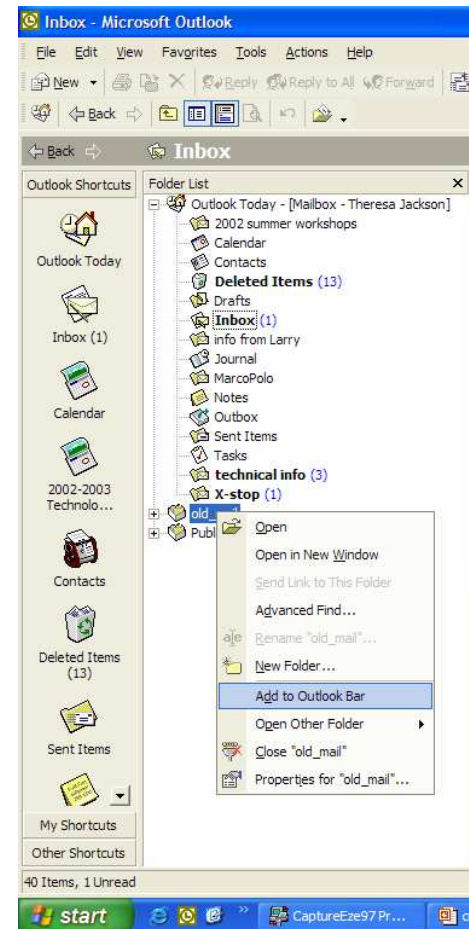 Inbox - Microsoft Outlook
File Edit View Favorites Tools Actions Help
New Reply Reply to All Forward
Back
Back Inbox
Outlook Shortcuts
Outlook Today
Inbox (1)
Calendar
2002-2003
Technolo...
Contacts
Deleted Items
(13)
Sent Items
My Shortcuts
Other Shortcuts
Folder List
Outlook Today - [Mailbox - Theresa Jackson]
2002 summer workshops
Calendar
Contacts
Deleted Items (13)
Drafts
Inbox (1)
info from Larry
Journal
MarcoPolo
Notes
Outbox
Sent Items
Tasks
technical info (3)
X-stop (1)
Open
Open in New Window
Send Link to This Folder
Advanced Find...
Rename "old_mail"...
New Folder...
Add to Outlook Bar
Open Other Folder
Close "old_mail"
Properties for "old_mail"...
40 Items, 1 Unread
start CaptureEze97 Pr...